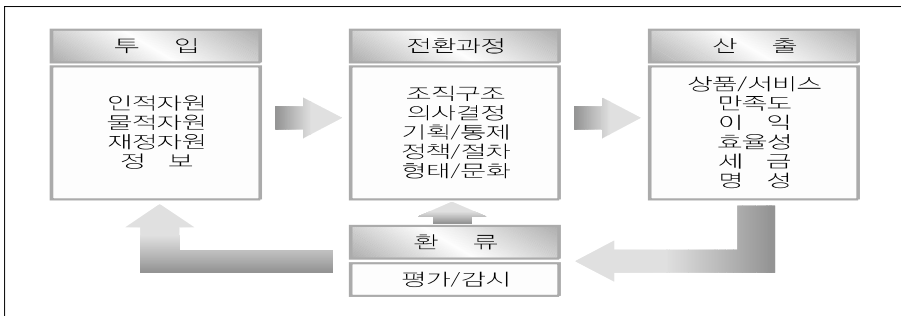 투 입
인적자원
물적자원
재정자원
정 보
전환과정
조직구조
의사결정
기획/통제
정책/절차
형태/문화
산 출
상품/서비스
만족도
이 익
효율성
세 금
명 성
환 류
평가/감시